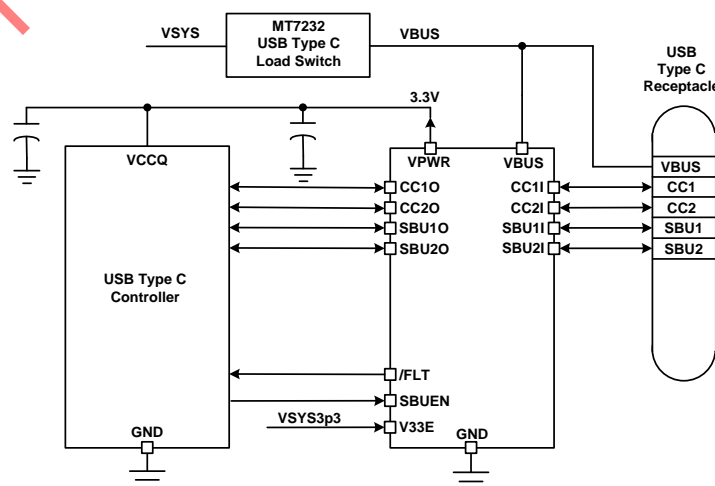 VSYS
MT7232
USB Type C
Load Switch
VBUS
USB
Type C
Receptacle
3.3V
VCCQ
VPWR
VBUS
VBUS
CC1O
CC1I
CC1
CC2O
CC2I
CC2
SBU1O
SBU1I
SBU1
SBU2O
SBU2I
SBU2
USB Type C
Controller
/FLT
SBUEN
VSYS3p3
V33E
GND
GND